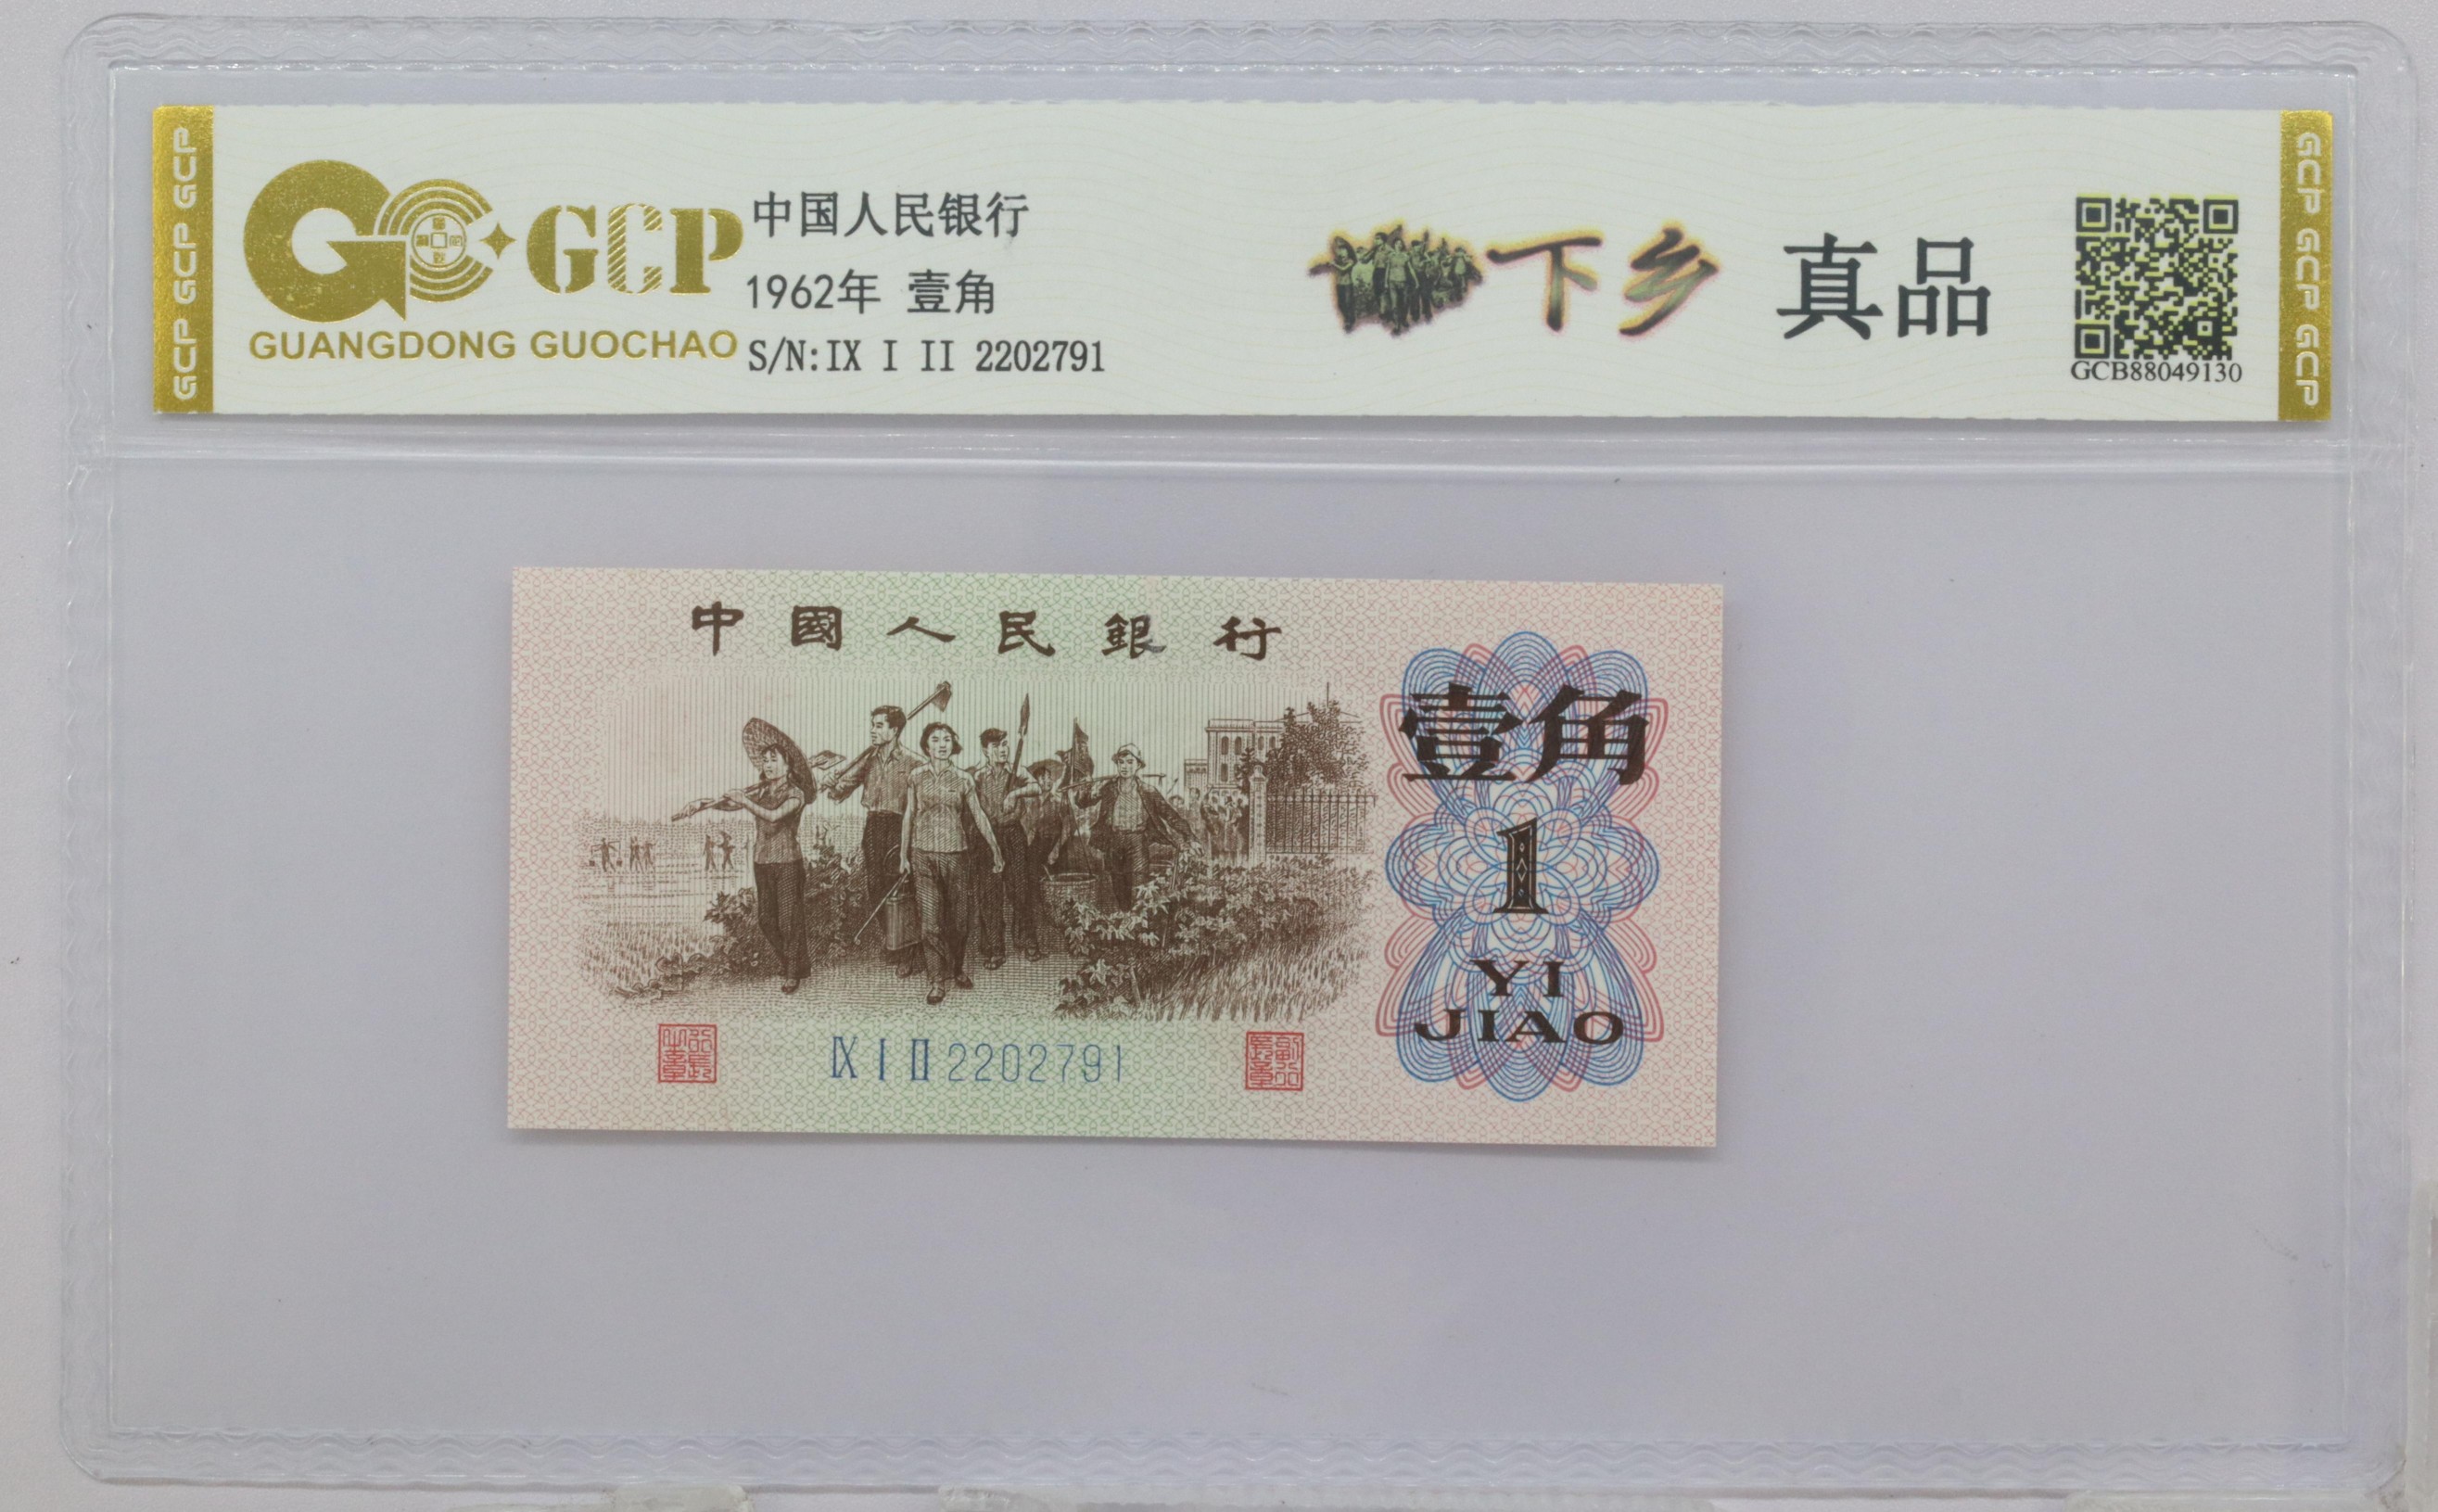 GCP GCP GCP
GCP
GUANGDONG GUOCHAO
中国人民银行
1962年 壹角
S/N:IX I II 2202791
下乡 真品
GCB88049130
GCP GCP GCP
中國人民銀行
壹角
1
YI
JIAO
IX I II 2202791